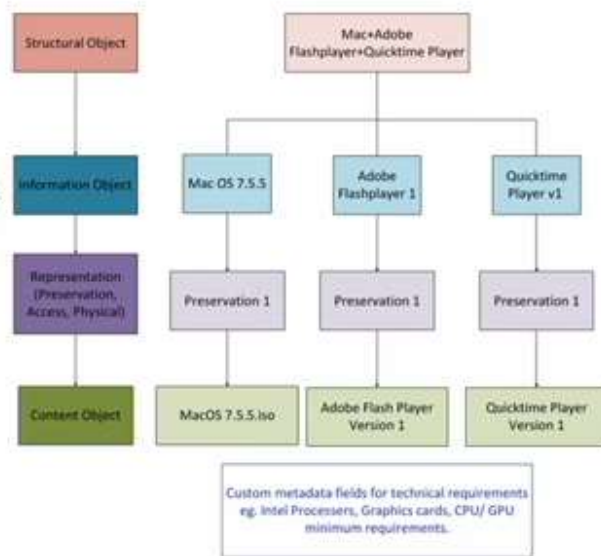 Structural Object
Mac+Adobe
Flashplayer+Quicktime Player
Information Object
Mac OS 7.5.5
Adobe
Flashplayer 1
Quicktime
Player v1
Representation
(Preservation,
Access, Physical)
Preservation 1
Preservation 1
Preservation 1
Content Object
MacOS 7.5.5.iso
Adobe Flash Player
Version 1
Quicktime Player
Version 1
Custom metadata fields for technical requirements
eg. Intel Processers, Graphics cards, CPU/ GPU
minimum requirements.